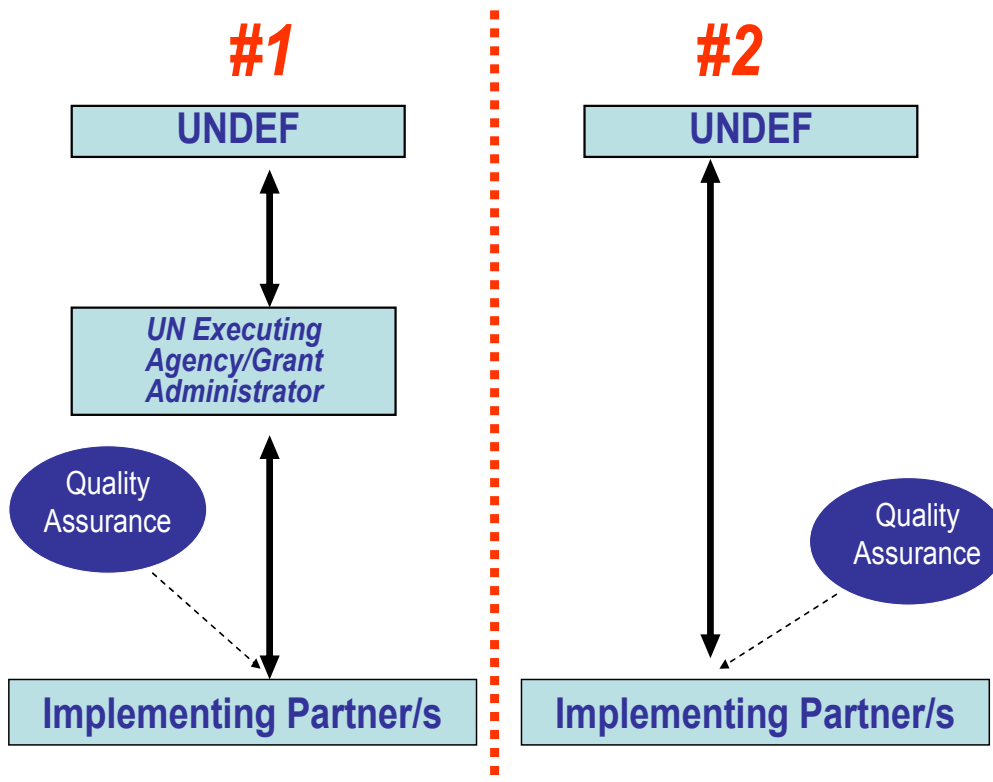 #1
UNDEF
UN Executing
Agency/Grant
Administrator
Quality
Assurance
Implementing Partner/s
#2
UNDEF
Quality
Assurance
Implementing Partner/s